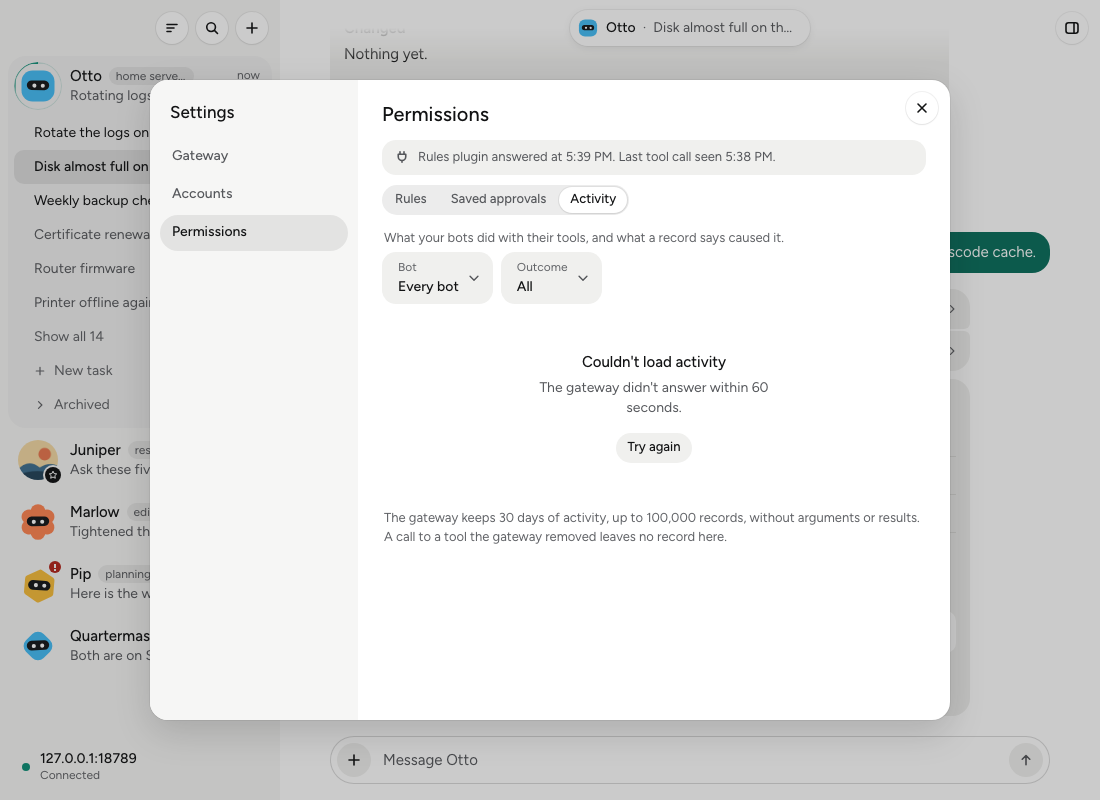 Otto · Disk almost full on th…
Changed
Nothing yet.
Otto home serve… now
Rotating logs
Rotate the logs on
Disk almost full on
Weekly backup che
Certificate renewa
Router firmware
Printer offline again
Show all 14
New task
Archived
Juniper res
Ask these fiv
Marlow edi
Tightened th
Pip planning
Here is the w
Quartermas
Both are on S
127.0.0.1:18789
Connected
Settings
Gateway
Accounts
Permissions
Permissions
Rules plugin answered at 5:39 PM. Last tool call seen 5:38 PM.
Rules Saved approvals Activity
What your bots did with their tools, and what a record says caused it.
Bot
Every bot
Outcome
All
Couldn't load activity
The gateway didn't answer within 60
seconds.
Try again
The gateway keeps 30 days of activity, up to 100,000 records, without arguments or results.
A call to a tool the gateway removed leaves no record here.
scode cache.
Message Otto